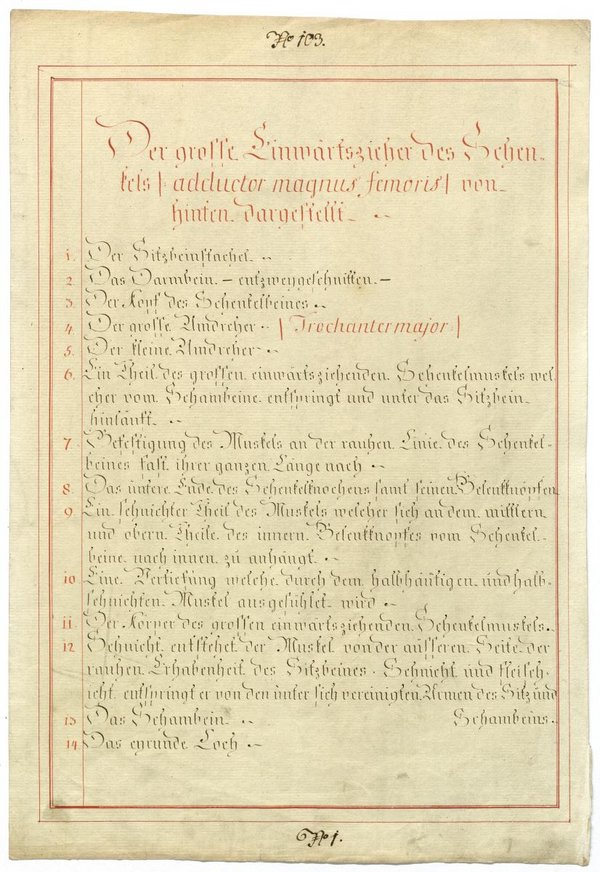 No 103.
Der grosse Einwärtszieher des Schen-
kels | adductor magnus femoris | von
hinten dargestellt.
1. Der Sitzbeinstachel.
2. Das Darmbein - entzweygeschnitten. -
3. Der Kopf des Schenkelbeines.
4. Der grosse Umdreher. | Trochanter major |
5. Der kleine Umdreher
6. Ein Theil des grossen einwärtsziehenden Schenkelmuskels wel-
cher vom Schambeine entspringt und unter das Sitzbein
hinläuft.
7. Befestigung des Muskels an der rauhen Linie des Schenkel-
beines fast ihrer ganzen Länge nach
8. Das untere Ende des Schenkelknochens samt seinen Gelenkknöpfen
9. Ein sehnichter Theil des Muskels welcher sich an dem mittlern
und obern Theile des innern Gelenkknopfes vom Schenkel-
beine nach innen zu anhängt.
10. Eine Vertiefung welche durch dem halbhäutigen und halb-
sehnichten Muskel ausgefühlet wird.
11. Der Körper des grossen einwärtsziehenden Schenkelmuskels.
12. Sehnicht entstehet der Muskel von der äusseren Seite der
rauhen Erhabenheit des Sitzbeines. Sehnicht und fleisch-
icht entspringt er von den unter sich vereinigten Armen des Sitz und
13. Das Schambein. Schambeins.
14. Das eyrunde Loch.
No 1.